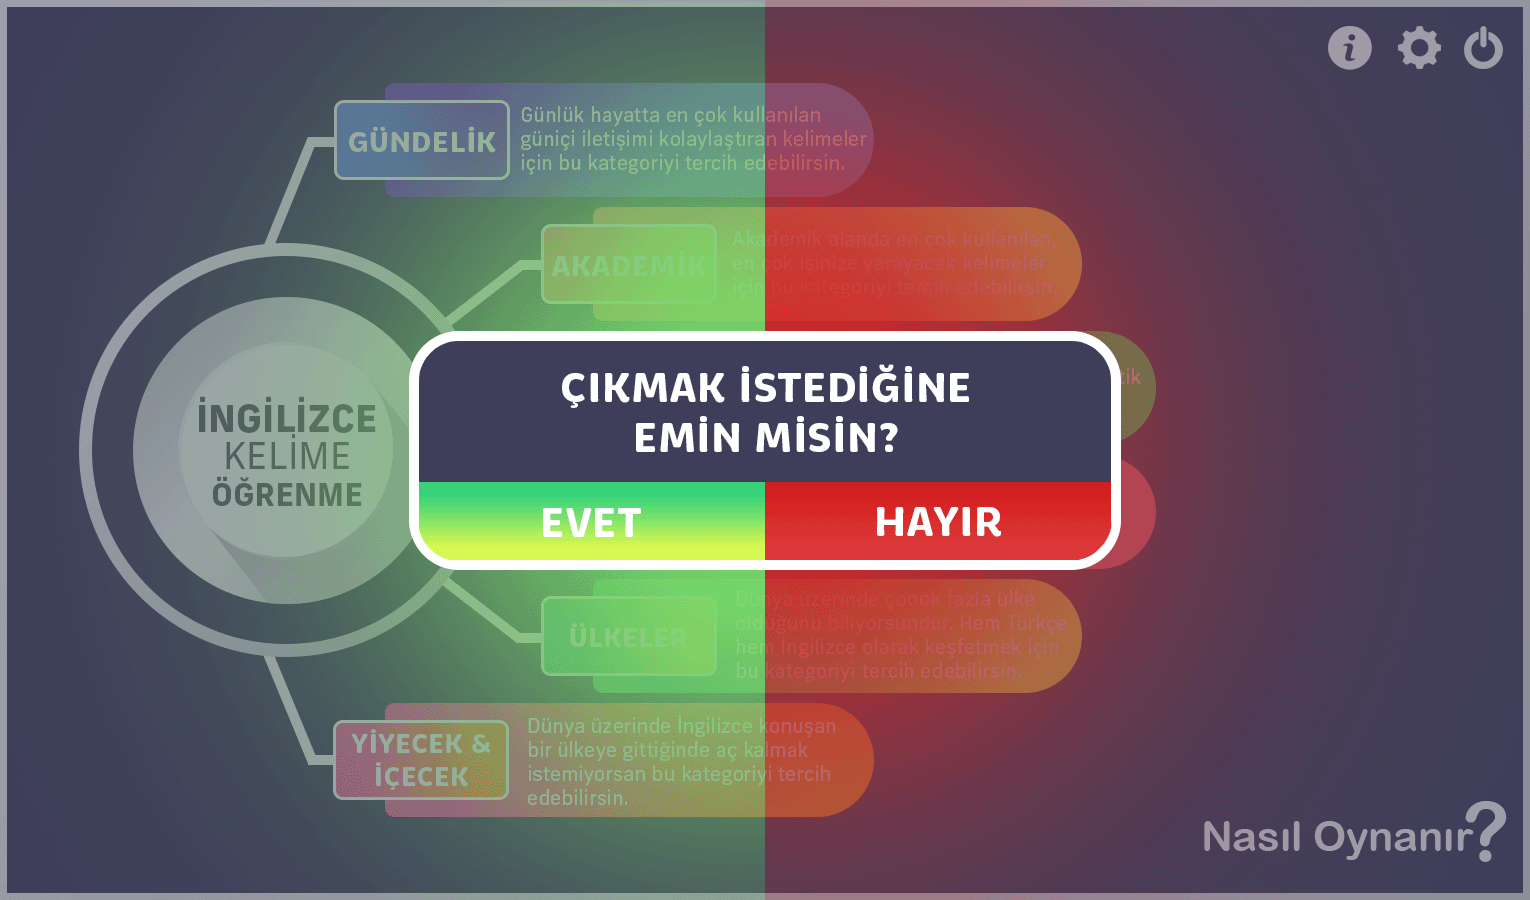 GÜNDELİK
Günlük hayatta en çok kullanılan
güniçi iletişimi kolaylaştıran kelimeler
için bu kategoriyi tercih edebilirsin.
AKADEMİK
Akademik alanda en çok kullanılan,
en çok işinize yarayacak kelimeler
için bu kategoriyi tercih edebilirsin.
İNGİLİZCE
KELİME
ÖĞRENME
ÇIKMAK İSTEDİĞİNE
EMİN MİSİN?
EVET
HAYIR
ÜLKELER
Dünya üzerinde çoook fazla ülke
olduğunu biliyorsundur. Hem Türkçe
hem İngilizce olarak keşfetmek için
bu kategoriyi tercih edebilirsin.
YİYECEK &
İÇECEK
Dünya üzerinde İngilizce konuşan
bir ülkeye gittiğinde aç kalmak
istemiyorsan bu kategoriyi tercih
edebilirsin.
Nasıl Oynanır?